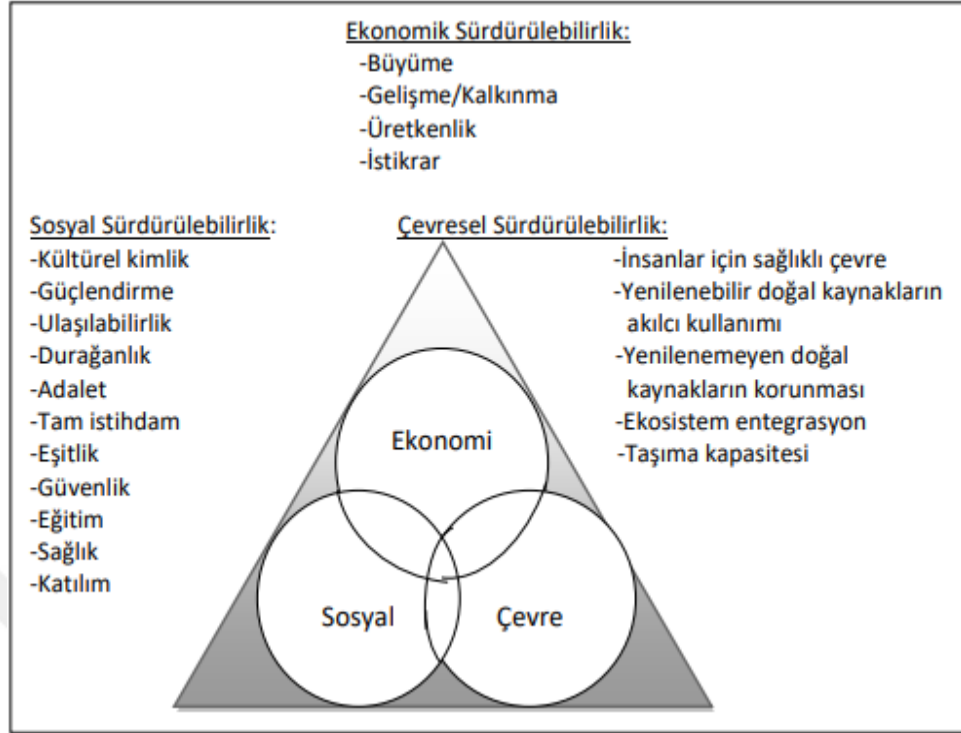 Ekonomik Sürdürülebilirlik:
-Büyüme
-Gelişme/Kalkınma
-Üretkenlik
-İstikrar
Sosyal Sürdürülebilirlik:
-Kültürel kimlik
-Güçlendirme
-Ulaşılabilirlik
-Durağanlık
-Adalet
-Tam istihdam
-Eşitlik
-Güvenlik
-Eğitim
-Sağlık
-Katılım
Çevresel Sürdürülebilirlik:
-İnsanlar için sağlıklı çevre
-Yenilenebilir doğal kaynakların
akılcı kullanımı
-Yenilenemeyen doğal
kaynakların korunması
-Ekosistem entegrasyon
-Taşıma kapasitesi
Ekonomi
Sosyal
Çevre